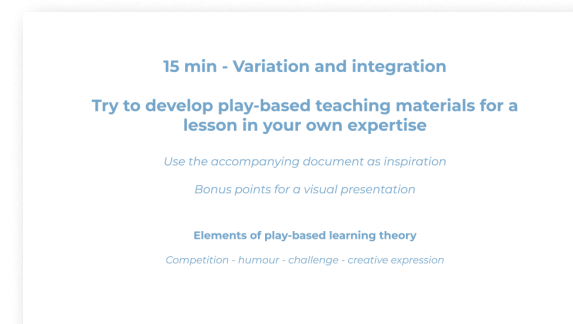 15 min - Variation and integration
Try to develop play-based teaching materials for a
lesson in your own expertise
Use the accompanying document as inspiration
Bonus points for a visual presentation
Elements of play-based learning theory
Competition - humour - challenge - creative expression